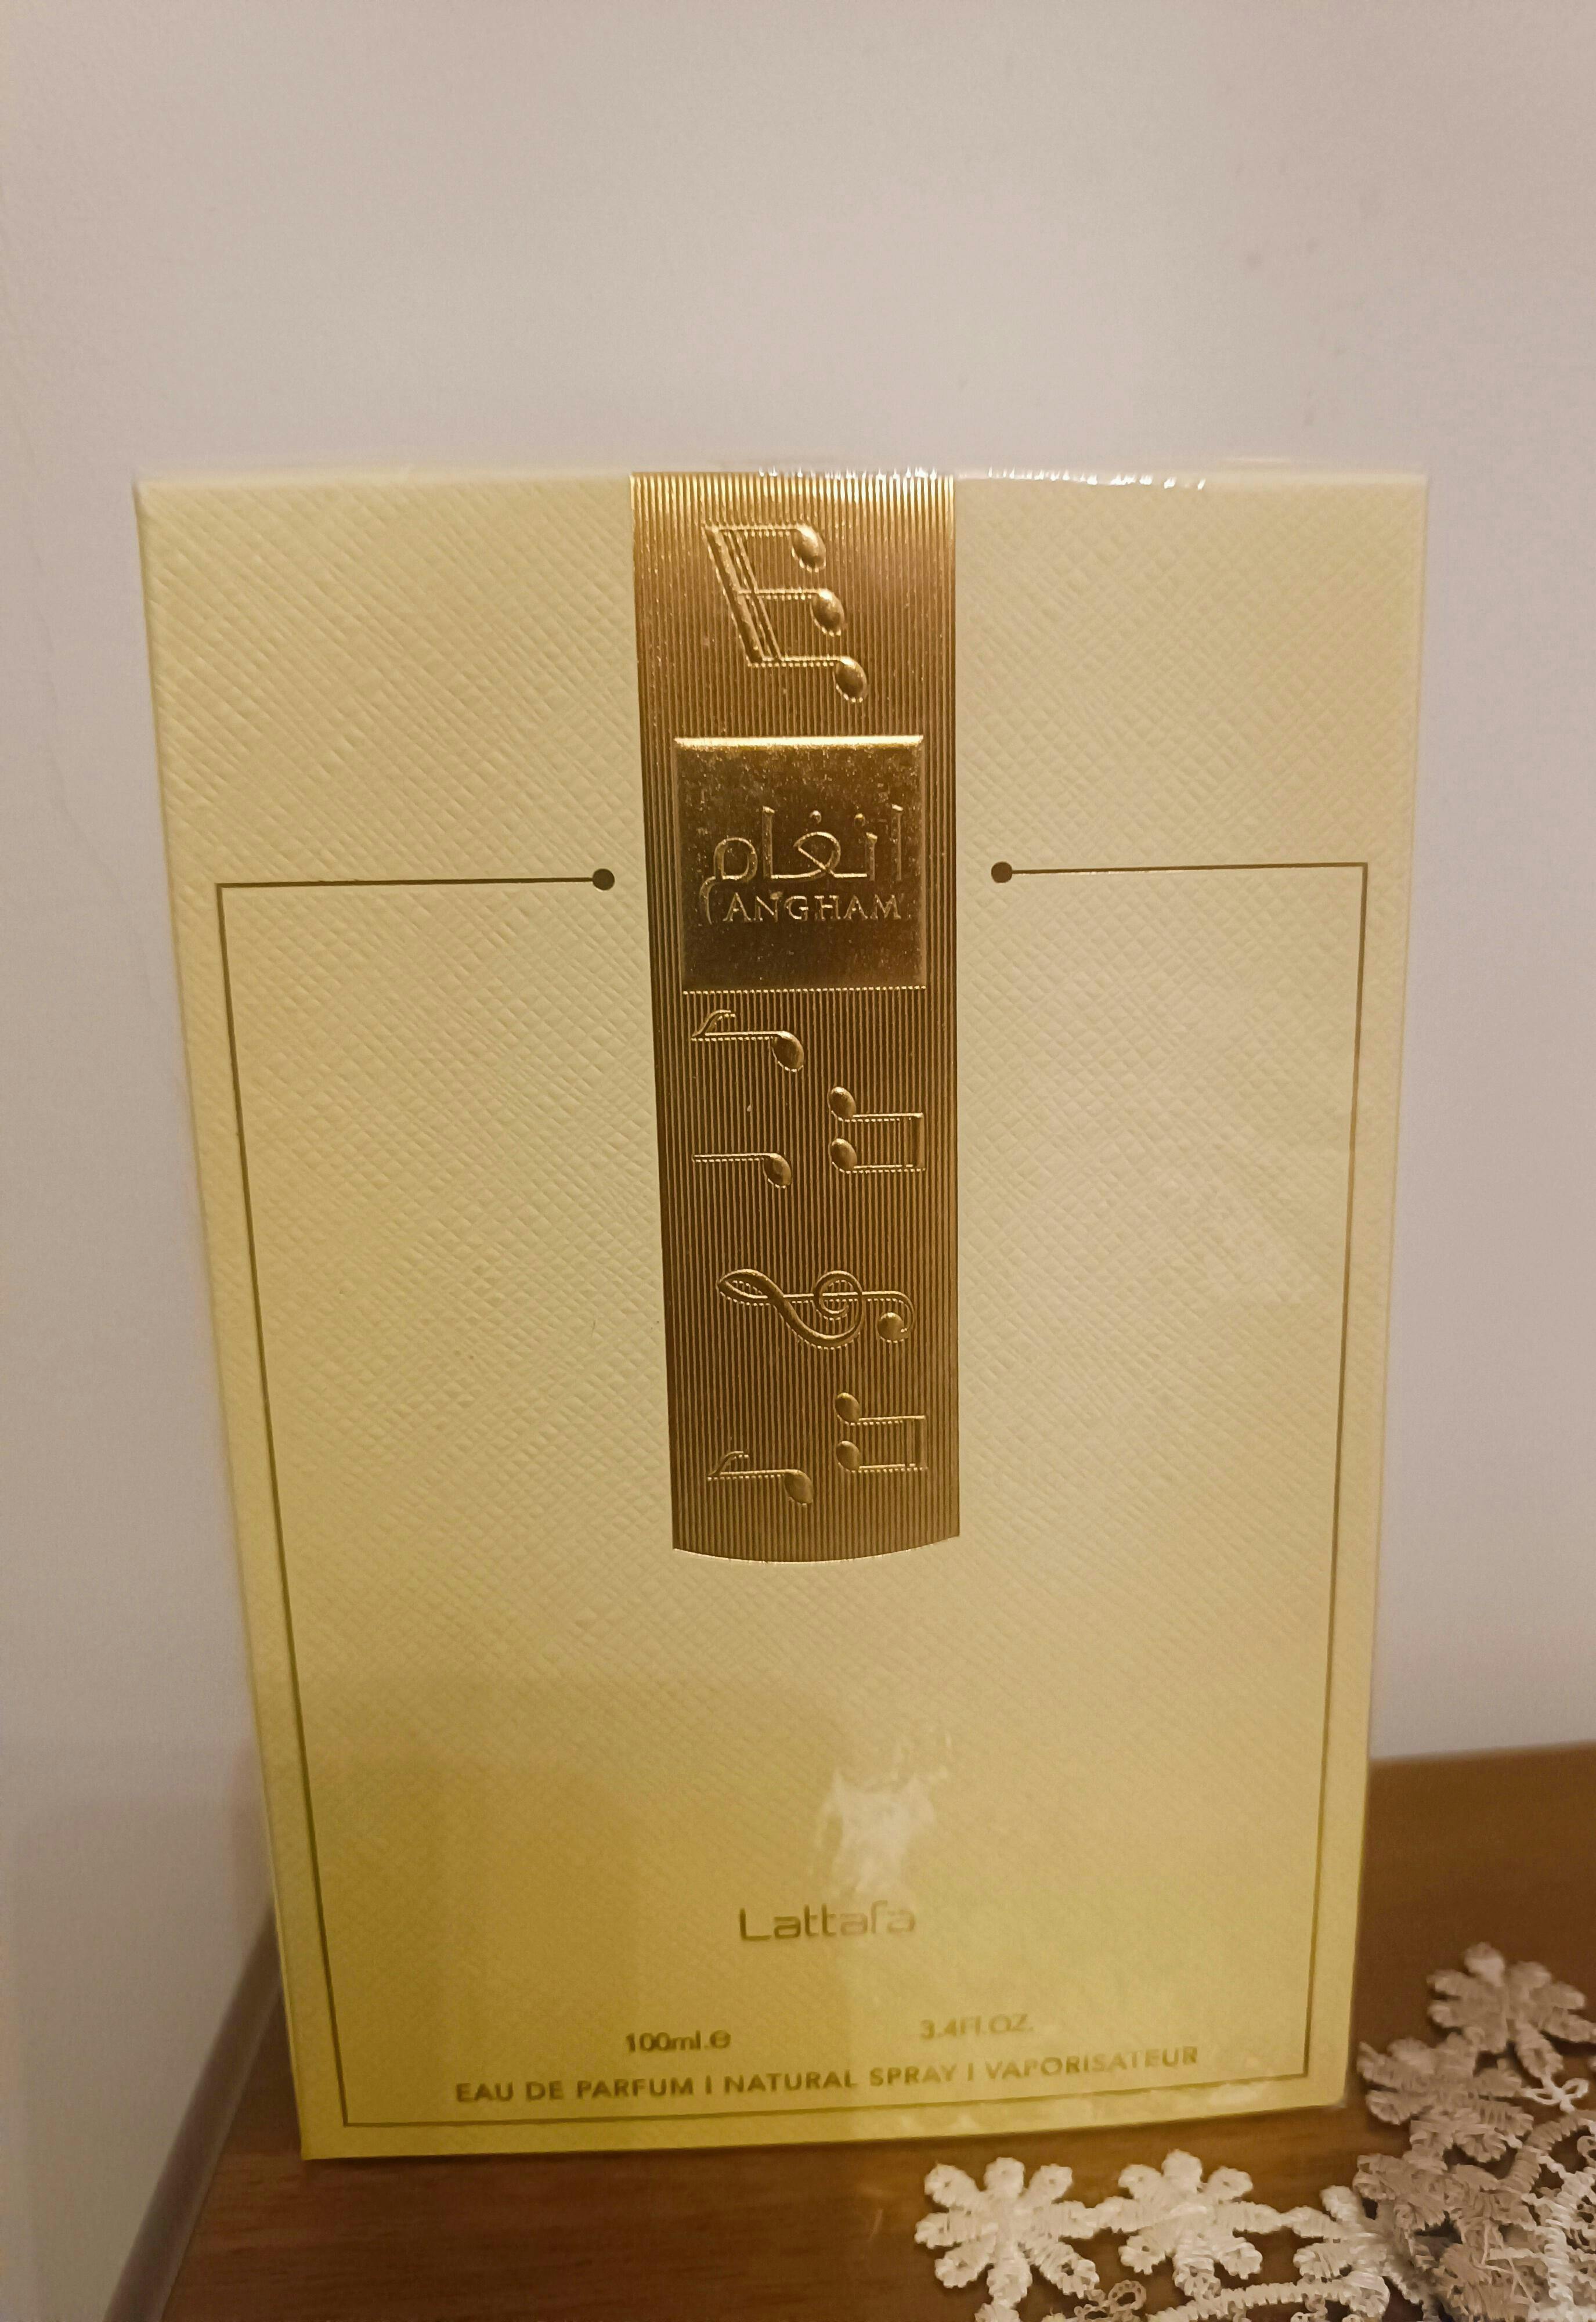 انغام
ANGHAM
Lattafa
100ml.e 3.4Fl.OZ.
EAU DE PARFUM I NATURAL SPRAY I VAPORISATEUR